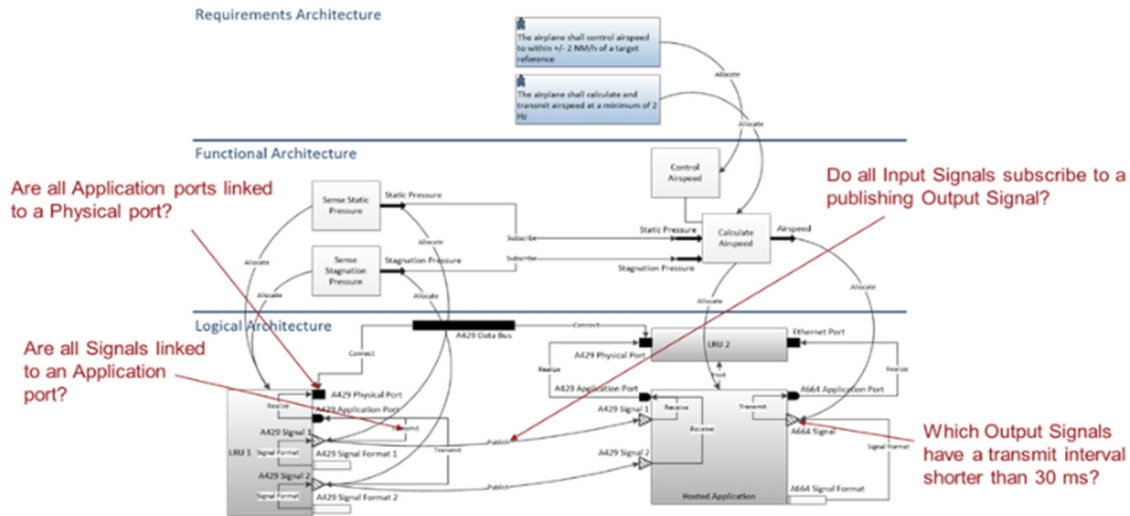 Requirements Architecture
The airplane shall control airspeed
to within +/- 2 NM/h of a target
reference
Allocate
The airplane shall calculate and
transmit airspeed at a minimum of 2
Hz
Allocate
Functional Architecture
Are all Application ports linked
to a Physical port?
Control
Airspeed
Do all Input Signals subscribe to a
publishing Output Signal?
Sense Static
Pressure
Static Pressure
Allocate
Subscribe
Static Pressure
Calculate
Airspeed
Airspeed
Sense
Stagnation
Pressure
Stagnation Pressure
Subscribe
Stagnation Pressure
Allocate
Allocate
Allocate
Allocate
Allocate
Logical Architecture
A429 Data Bus
Connect
Ethernet Port
LRU 2
A429 Physical Port
Are all Signals linked
to an Application
port?
Connect
Realize
Host
Realize
A429 Physical Port
Realize
A429 Application Port
A429 Application Port
A664 Application Port
Transmit
A429 Signal 1
Receive
Transmit
A429 Signal 1
Publish
Receive
A664 Signal
Signal Format
A429 Signal Format 1
Transmit
LRU 1
A429 Signal 2
A429 Signal 2
Signal Format
Publish
Signal Format
A429 Signal Format 2
Hosted Application
A664 Signal Format
Which Output Signals
have a transmit interval
shorter than 30 ms?